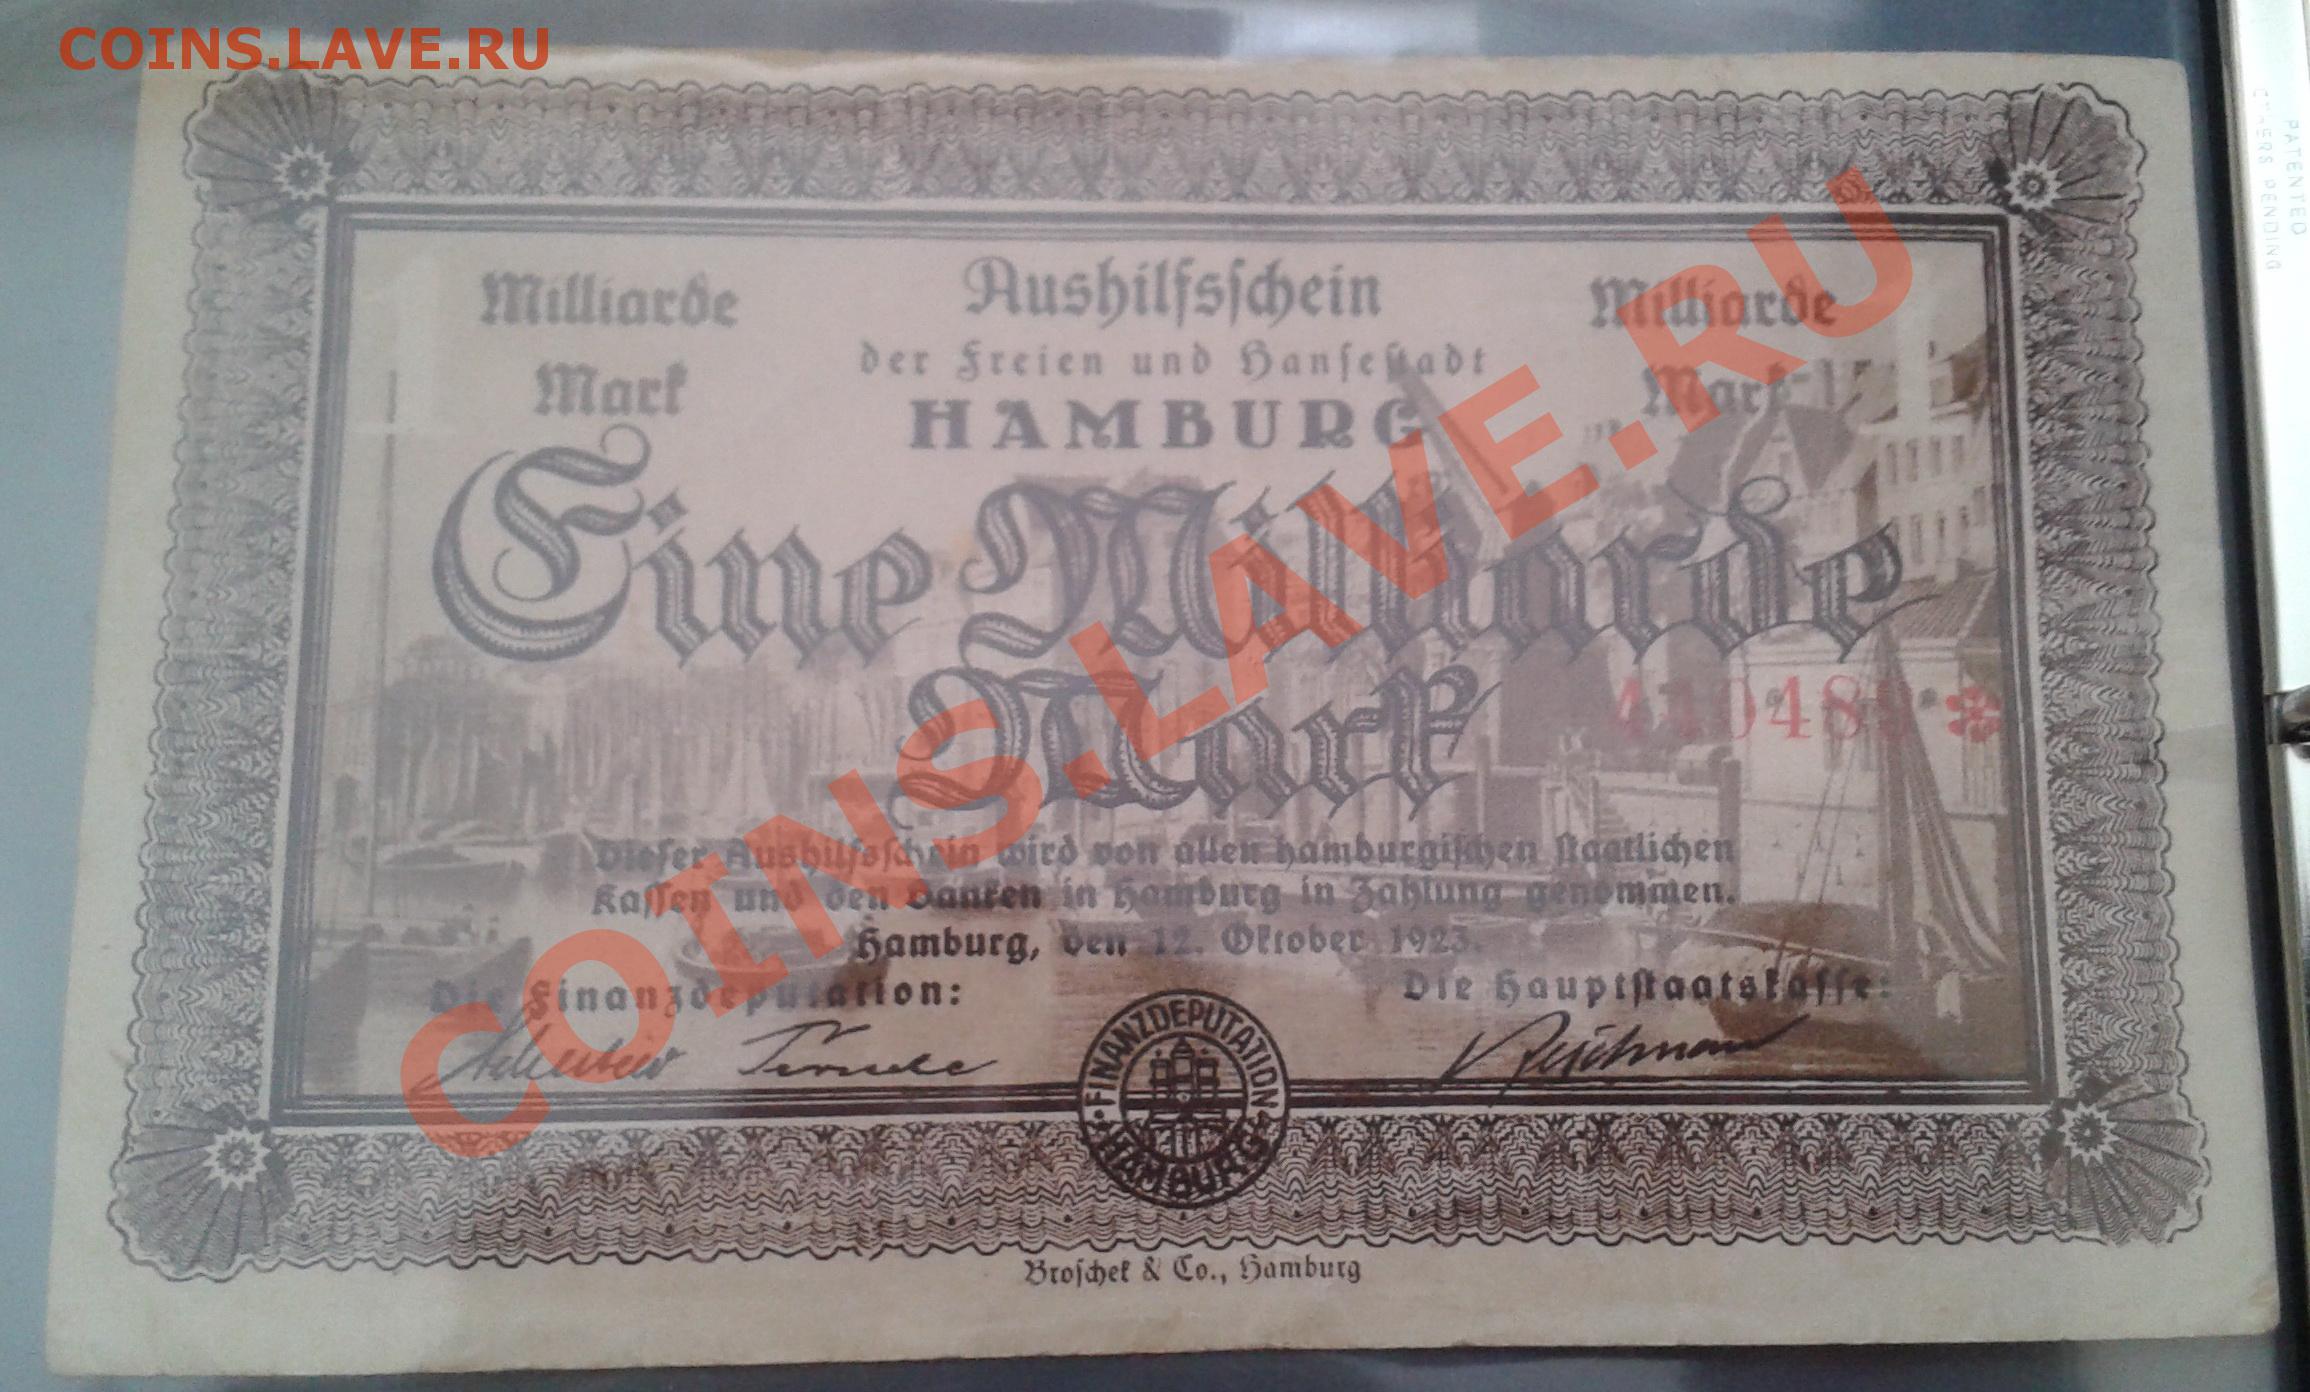 COINS.LAVE.RU
PATENTED
OTHERS PENDING
Milliarde
Mark
Aushilfsschein
der Freien und Hansestadt
HAMBURG
Milliarde
Mark
Eine Milliarde
Mark
Dieser Aushilfsschein wird von allen hamburgischen staatlichen
Kassen und den Banken in Hamburg in Zahlung genommen.
Hamburg, den 12. Oktober 1923.
Die Finanzdeputation:
Die Hauptstaatskasse:
FINANZDEPUTATION
HAMBURG
Broschek & Co., Hamburg
COINS.LAVE.RU